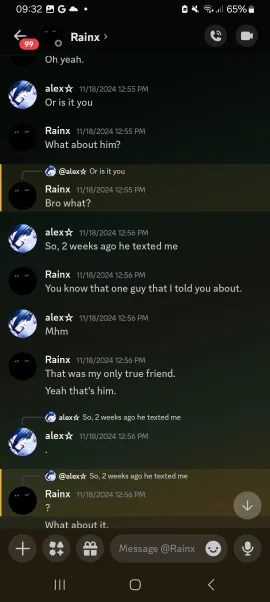 09:32
65%
99
Rainx
Oh yeah.
alex☆ 11/18/2024 12:55 PM
Or is it you
Rainx 11/18/2024 12:55 PM
What about him?
@alex☆ Or is it you
Rainx 11/18/2024 12:55 PM
Bro what?
alex☆ 11/18/2024 12:56 PM
So, 2 weeks ago he texted me
Rainx 11/18/2024 12:56 PM
You know that one guy that I told you about.
alex☆ 11/18/2024 12:56 PM
Mhm
Rainx 11/18/2024 12:56 PM
That was my only true friend.
Yeah that's him.
alex☆ So, 2 weeks ago he texted me
alex☆ 11/18/2024 12:56 PM
.
@alex☆ So, 2 weeks ago he texted me
Rainx 11/18/2024 12:56 PM
?
What about it.
Message @Rainx